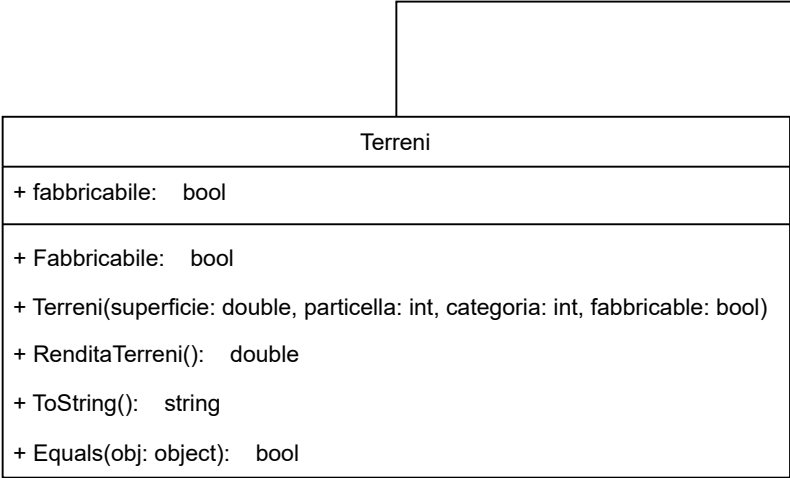 Terreni
+ fabbricabile: bool
+ Fabbricabile: bool
+ Terreni(superficie: double, particella: int, categoria: int, fabbricable: bool)
+ RenditaTerreni(): double
+ ToString(): string
+ Equals(obj: object): bool